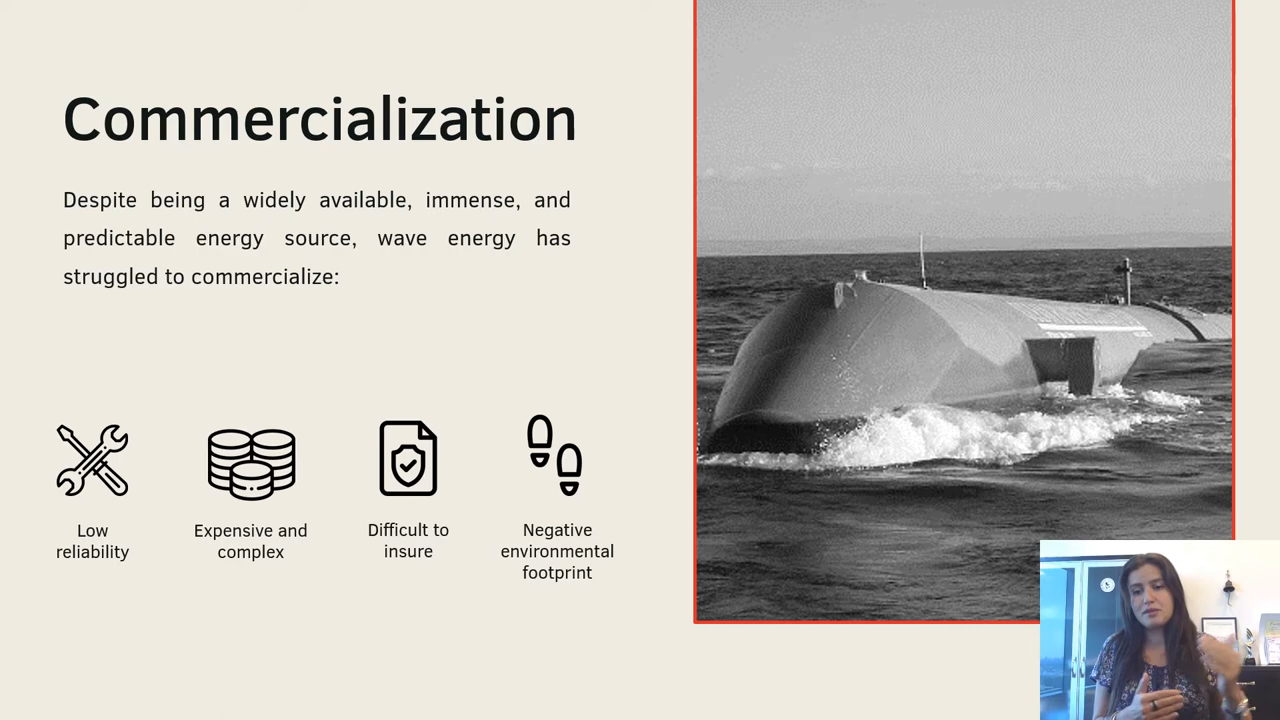 Commercialization
Despite being a widely available, immense, and
predictable energy source, wave energy has
struggled to commercialize:
Low
reliability
Expensive and
complex
Difficult to
insure
Negative
environmental
footprint